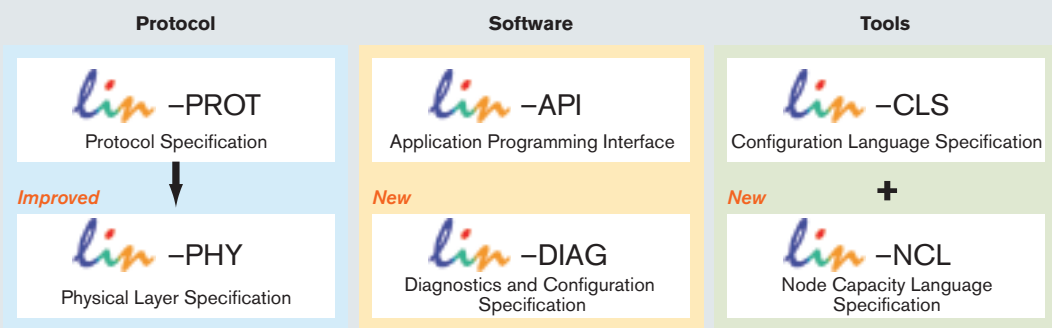 Protocol
Software
Tools
lin –PROT
Protocol Specification
lin –API
Application Programming Interface
lin –CLS
Configuration Language Specification
Improved
lin –PHY
Physical Layer Specification
New
lin –DIAG
Diagnostics and Configuration
Specification
New
+
lin –NCL
Node Capacity Language
Specification